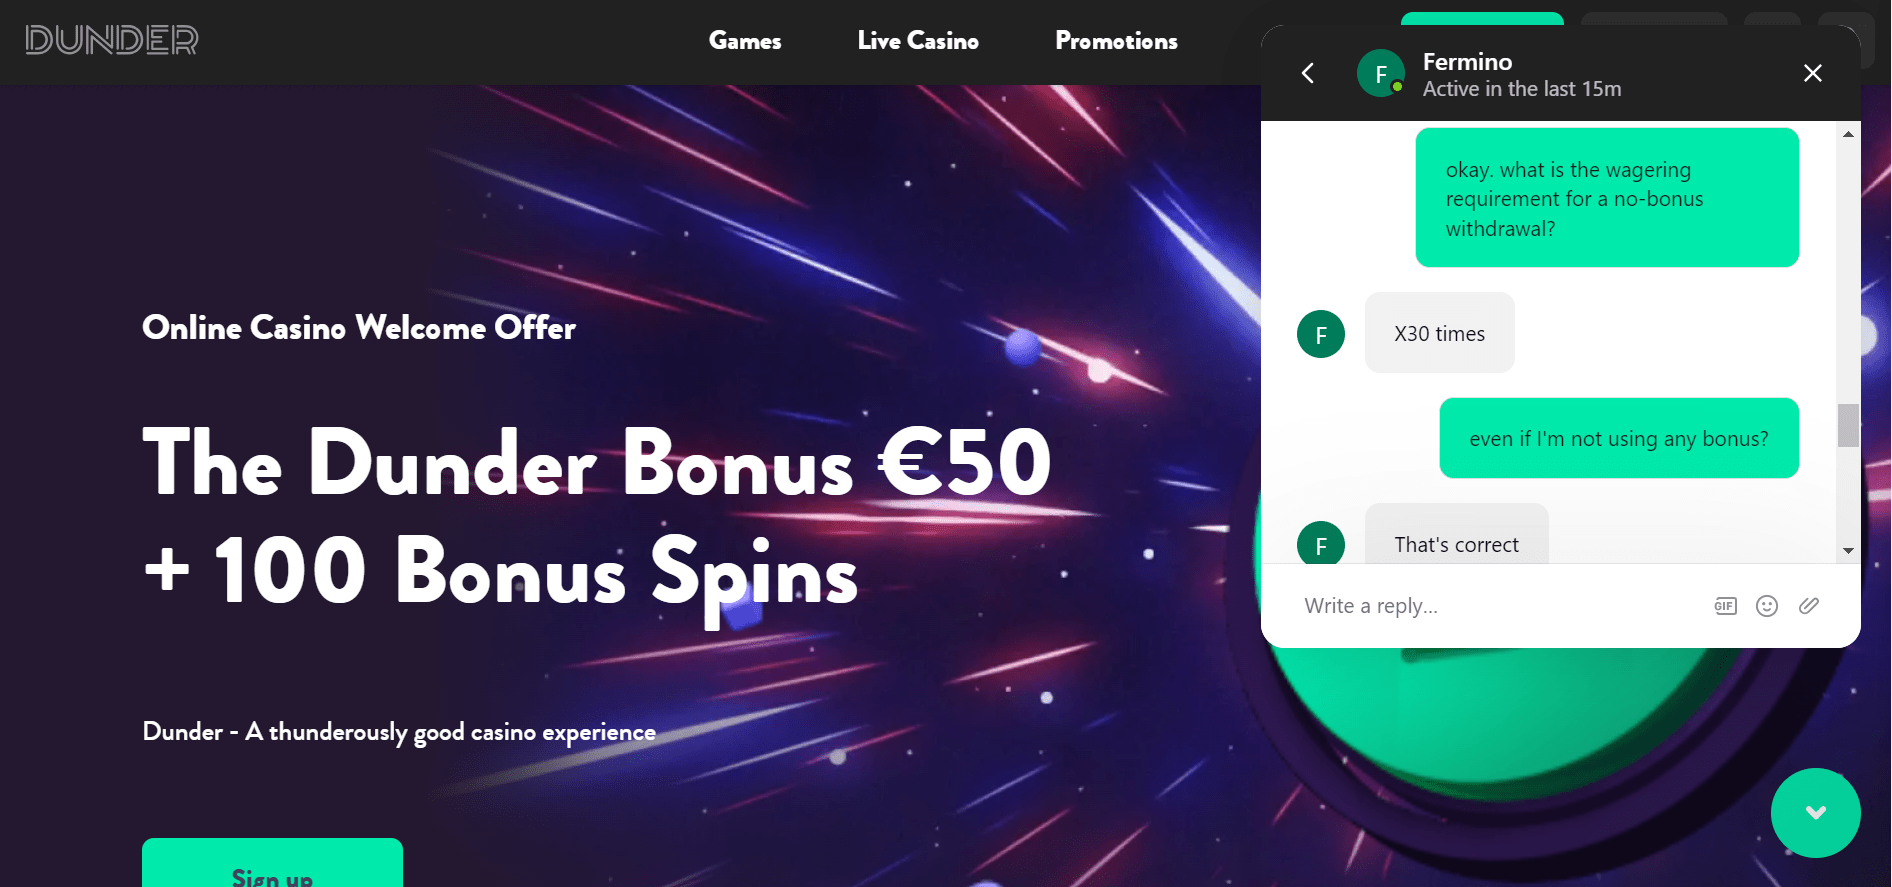 DUNDER
Games
Live Casino
Promotions
Online Casino Welcome Offer
The Dunder Bonus €50
+ 100 Bonus Spins
Dunder - A thunderously good casino experience
Sign up
F
Fermino
Active in the last 15m
okay. what is the wagering
requirement for a no-bonus
withdrawal?
F
X30 times
even if I'm not using any bonus?
F
That's correct
Write a reply...
GIF